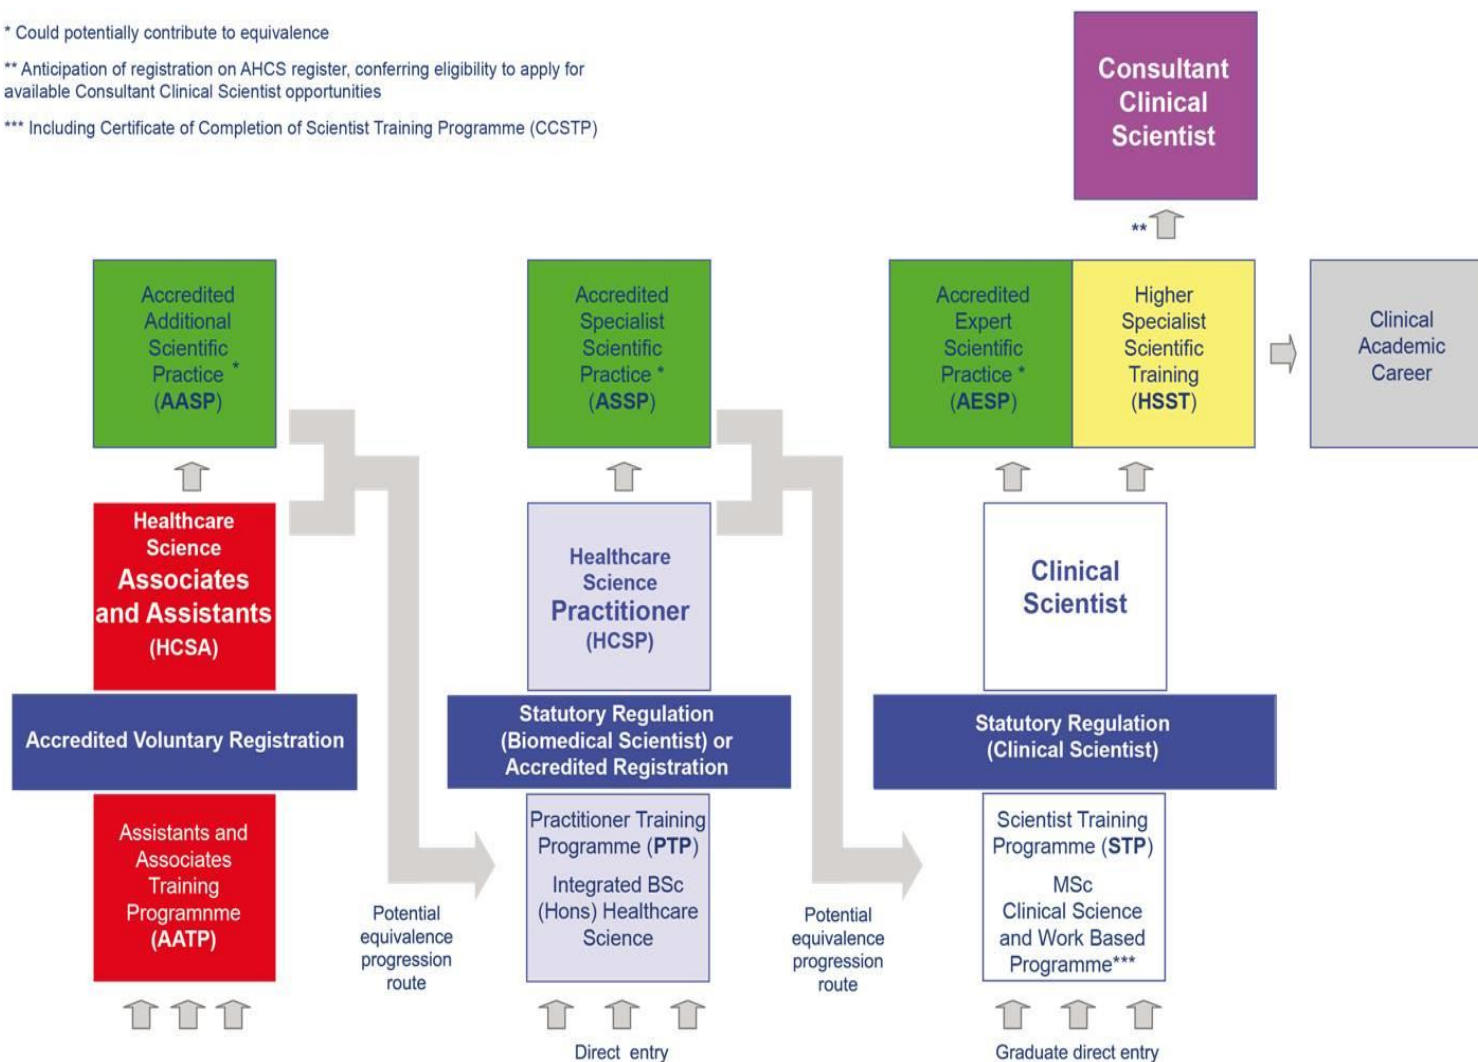 * Could potentially contribute to equivalence
** Anticipation of registration on AHCS register, conferring eligibility to apply for
available Consultant Clinical Scientist opportunities
*** Including Certificate of Completion of Scientist Training Programme (CCSTP)
Consultant
Clinical
Scientist
**
Accredited
Additional
Scientific
Practice *
(AASP)
Accredited
Specialist
Scientific
Practice *
(ASSP)
Accredited
Expert
Scientific
Practice *
(AESP)
Higher
Specialist
Scientific
Training
(HSST)
Clinical
Academic
Career
Healthcare
Science
Associates
and Assistants
(HCSA)
Healthcare
Science
Practitioner
(HCSP)
Clinical
Scientist
Accredited Voluntary Registration
Statutory Regulation
(Biomedical Scientist) or
Accredited Registration
Statutory Regulation
(Clinical Scientist)
Assistants and
Associates
Training
Programnme
(AATP)
Potential
equivalence
progression
route
Practitioner Training
Programme (PTP)
Integrated BSc
(Hons) Healthcare
Science
Potential
equivalence
progression
route
Scientist Training
Programme (STP)
MSc
Clinical Science
and Work Based
Programme***
Direct entry
Graduate direct entry